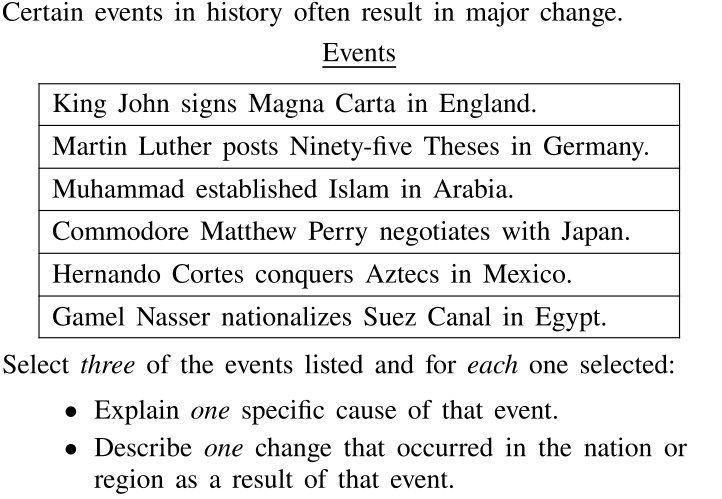 Certain events in history often result in major change.
Events
King John signs Magna Carta in England.
Martin Luther posts Ninety-five Theses in Germany.
Muhammad established Islam in Arabia.
Commodore Matthew Perry negotiates with Japan.
Hernando Cortes conquers Aztecs in Mexico.
Gamel Nasser nationalizes Suez Canal in Egypt.
Select three of the events listed and for each one selected:
• Explain one specific cause of that event.
• Describe one change that occurred in the nation or
region as a result of that event.